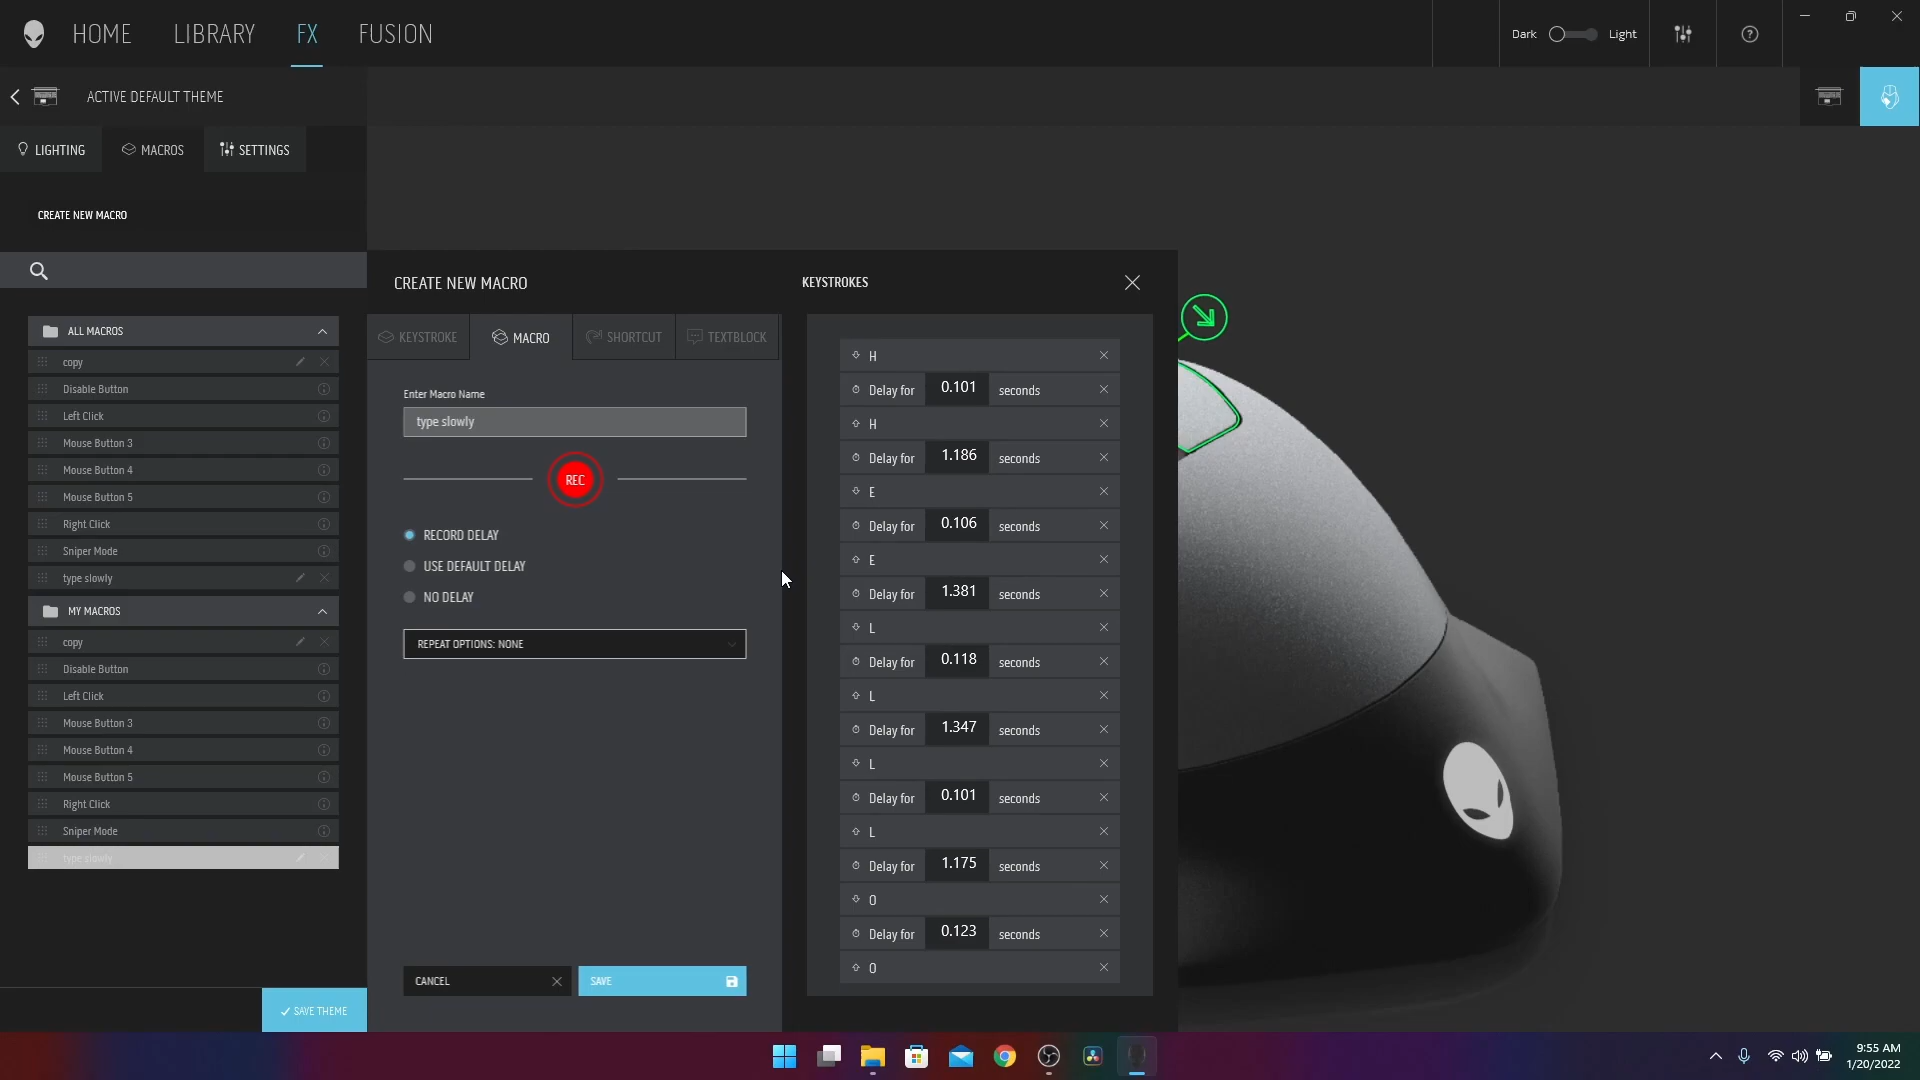 HOME
LIBRARY
FX
FUSION
Dark
Light
ACTIVE DEFAULT THEME
LIGHTING
MACROS
SETTINGS
CREATE NEW MACRO
ALL MACROS
copy
Disable Button
Left Click
Mouse Button 3
Mouse Button 4
Mouse Button 5
Right Click
Sniper Mode
type slowly
MY MACROS
copy
Disable Button
Left Click
Mouse Button 3
Mouse Button 4
Mouse Button 5
Right Click
Sniper Mode
type slowly
SAVE THEME
CREATE NEW MACRO
KEYSTROKE
MACRO
SHORTCUT
TEXTBLOCK
Enter Macro Name
type slowly
REC
RECORD DELAY
USE DEFAULT DELAY
NO DELAY
REPEAT OPTIONS: NONE
CANCEL
SAVE
KEYSTROKES
H
Delay for 0.101 seconds
H
Delay for 1.186 seconds
E
Delay for 0.106 seconds
E
Delay for 1.381 seconds
L
Delay for 0.118 seconds
L
Delay for 1.347 seconds
L
Delay for 0.101 seconds
L
Delay for 1.175 seconds
O
Delay for 0.123 seconds
O
9:55 AM
1/20/2022